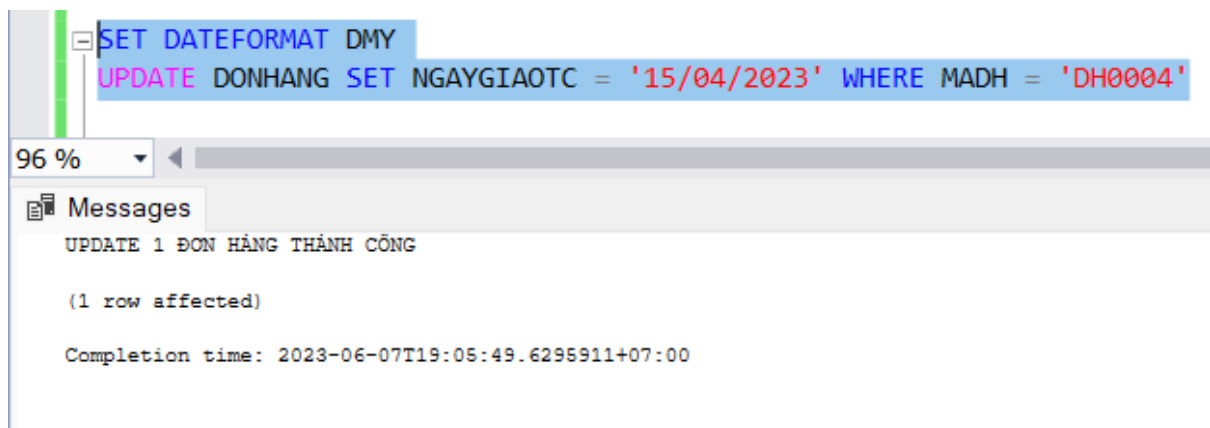 SET DATEFORMAT DMY
UPDATE DONHANG SET NGAYGIAOTC = '15/04/2023' WHERE MADH = 'DH0004'
96 %
Messages
UPDATE 1 ĐƠN HÀNG THÀNH CÔNG
(1 row affected)
Completion time: 2023-06-07T19:05:49.6295911+07:00